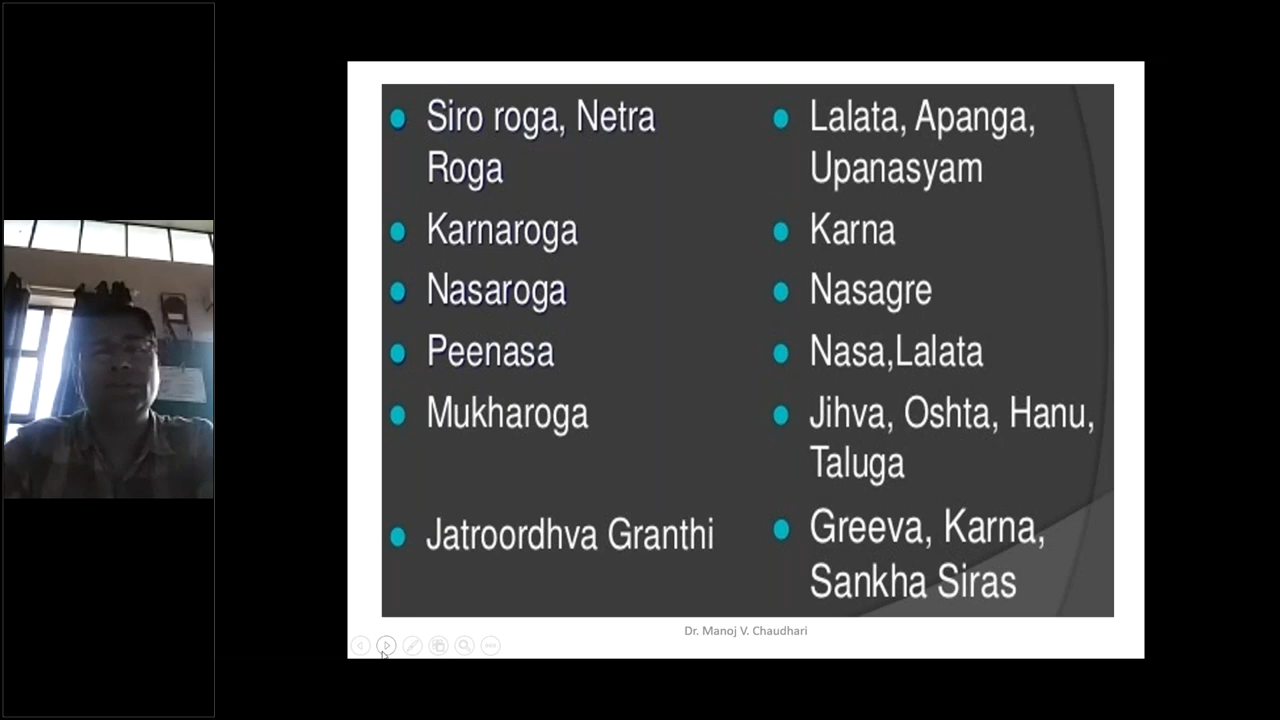 Siro roga, Netra
Roga
Karnaroga
Nasaroga
Peenasa
Mukharoga
Jatroordhva Granthi
Lalata, Apanga,
Upanasyam
Karna
Nasagre
Nasa,Lalata
Jihva, Oshta, Hanu,
Taluga
Greeva, Karna,
Sankha Siras
Dr. Manoj V. Chaudhari